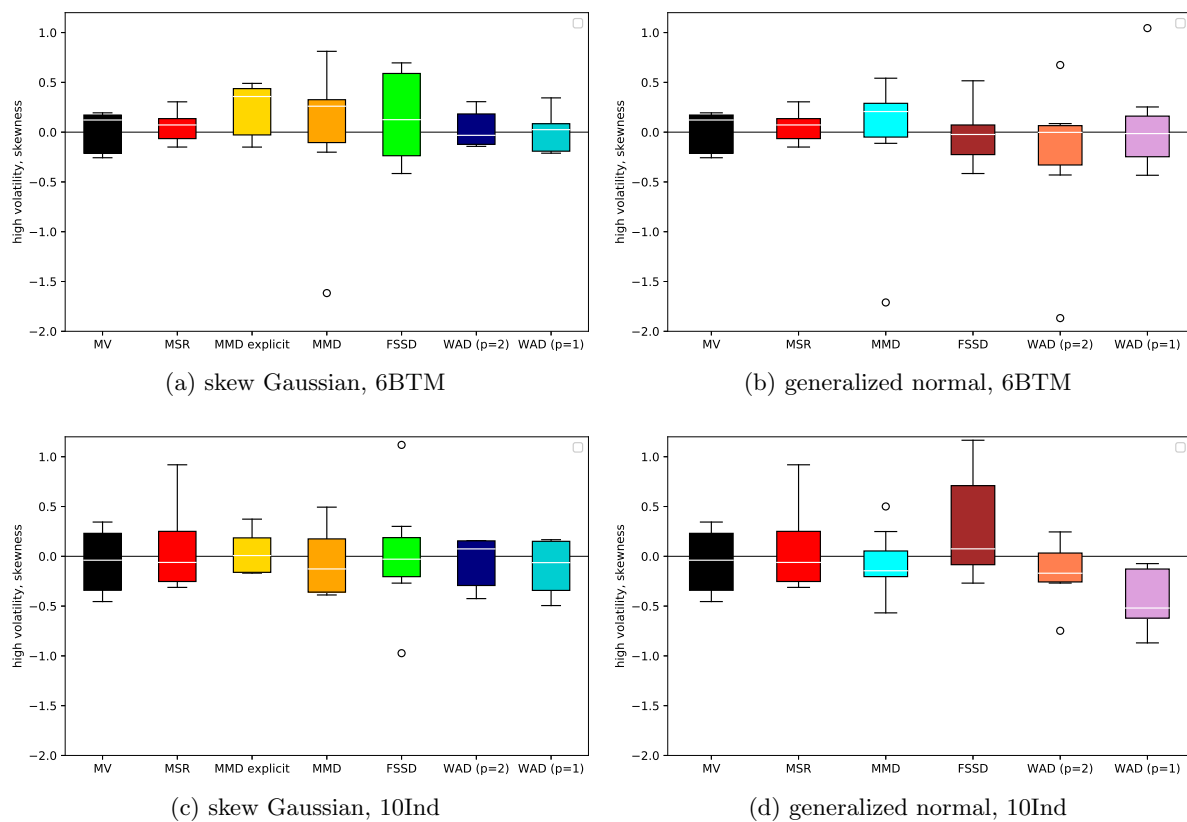 high volatility, skewness
1.0
0.5
0.0
−0.5
−1.0
−1.5
−2.0
MV MSR MMD explicit MMD FSSD WAD (p=2) WAD (p=1)
(a) skew Gaussian, 6BTM
high volatility, skewness
1.0
0.5
0.0
−0.5
−1.0
−1.5
−2.0
MV MSR MMD FSSD WAD (p=2) WAD (p=1)
(b) generalized normal, 6BTM
high volatility, skewness
1.0
0.5
0.0
−0.5
−1.0
−1.5
−2.0
MV MSR MMD explicit MMD FSSD WAD (p=2) WAD (p=1)
(c) skew Gaussian, 10Ind
high volatility, skewness
1.0
0.5
0.0
−0.5
−1.0
−1.5
−2.0
MV MSR MMD FSSD WAD (p=2) WAD (p=1)
(d) generalized normal, 10Ind